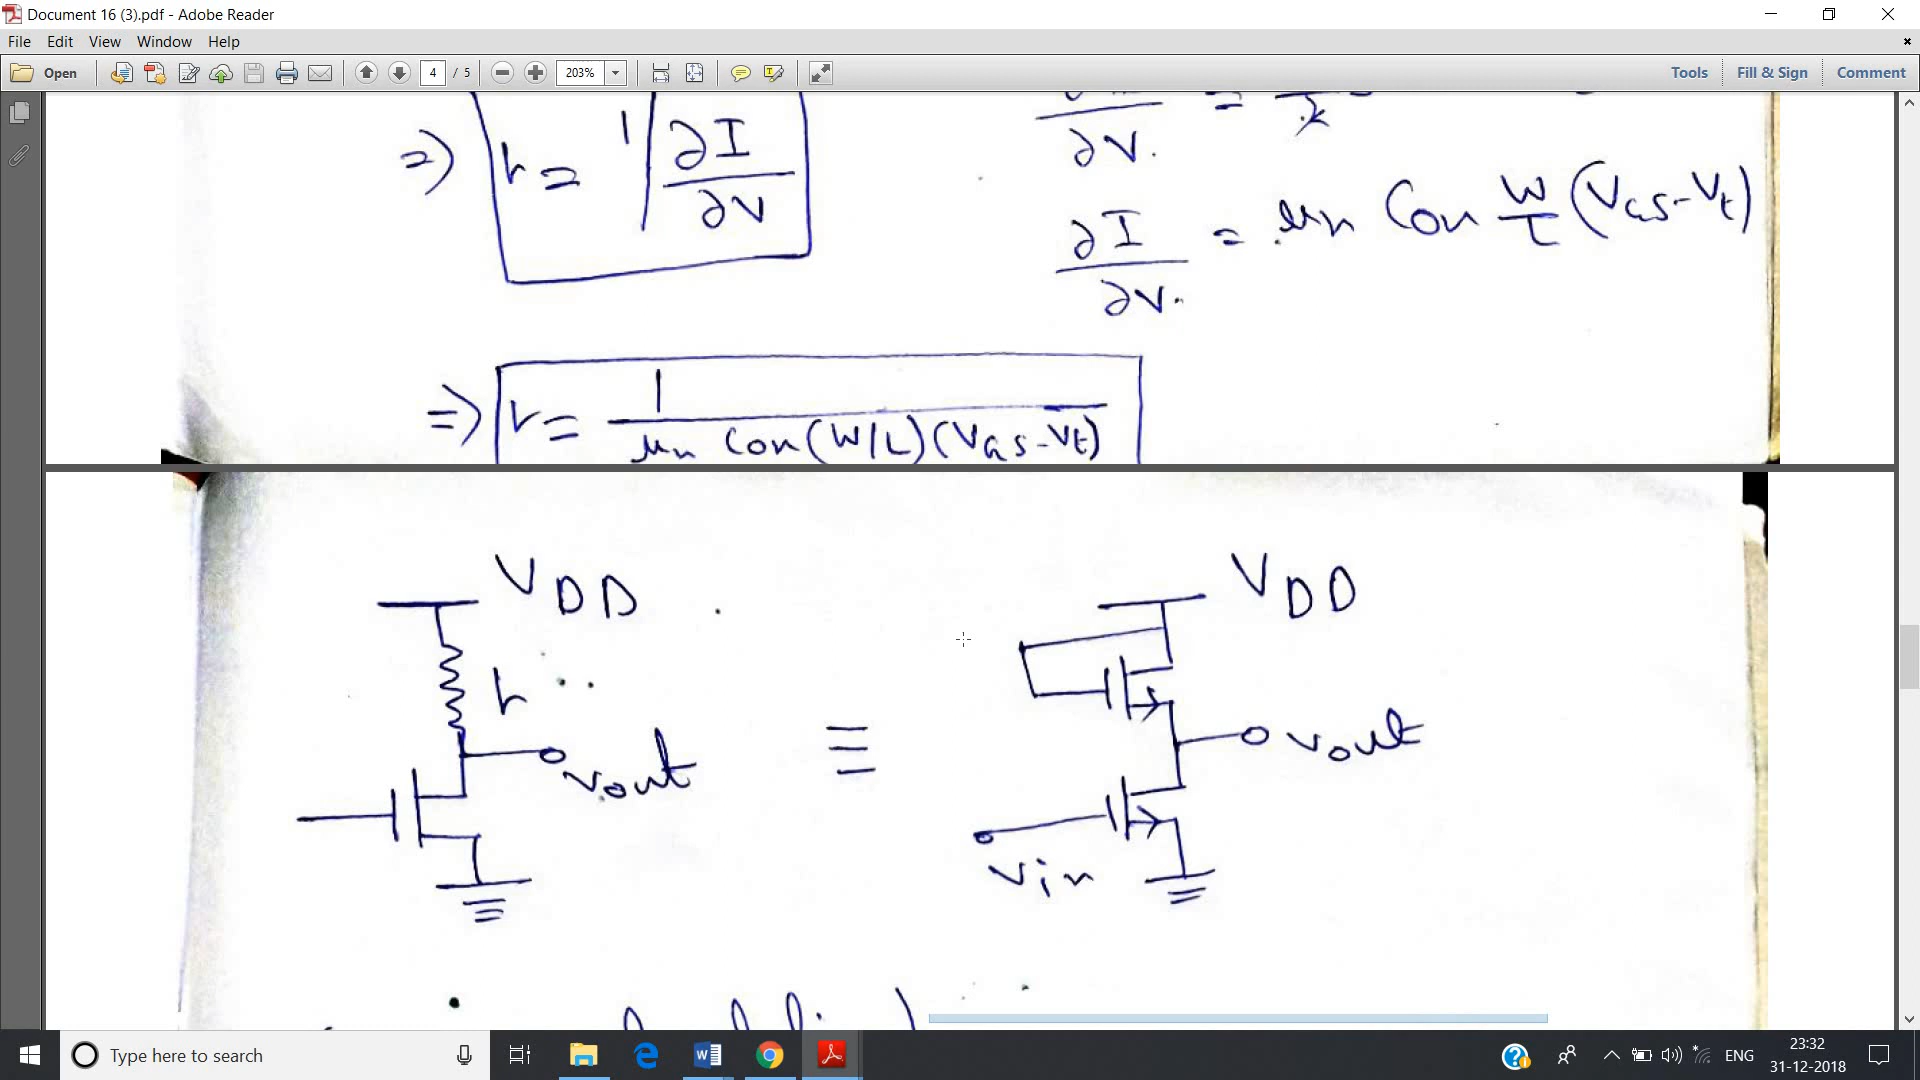 Document 16 (3).pdf - Adobe Reader
File Edit View Window Help
Open 4 / 5 203% Tools Fill & Sign Comment
=> r = 1 / ∂I/∂V
∂V. =
∂I/∂V. = μn Cox W/L (VGS-Vt)
=> r = 1/μn Cox (W/L) (VGS-Vt)
VDD VDD
r
vout ≡ vout
vin
Type here to search ENG 23:32
31-12-2018